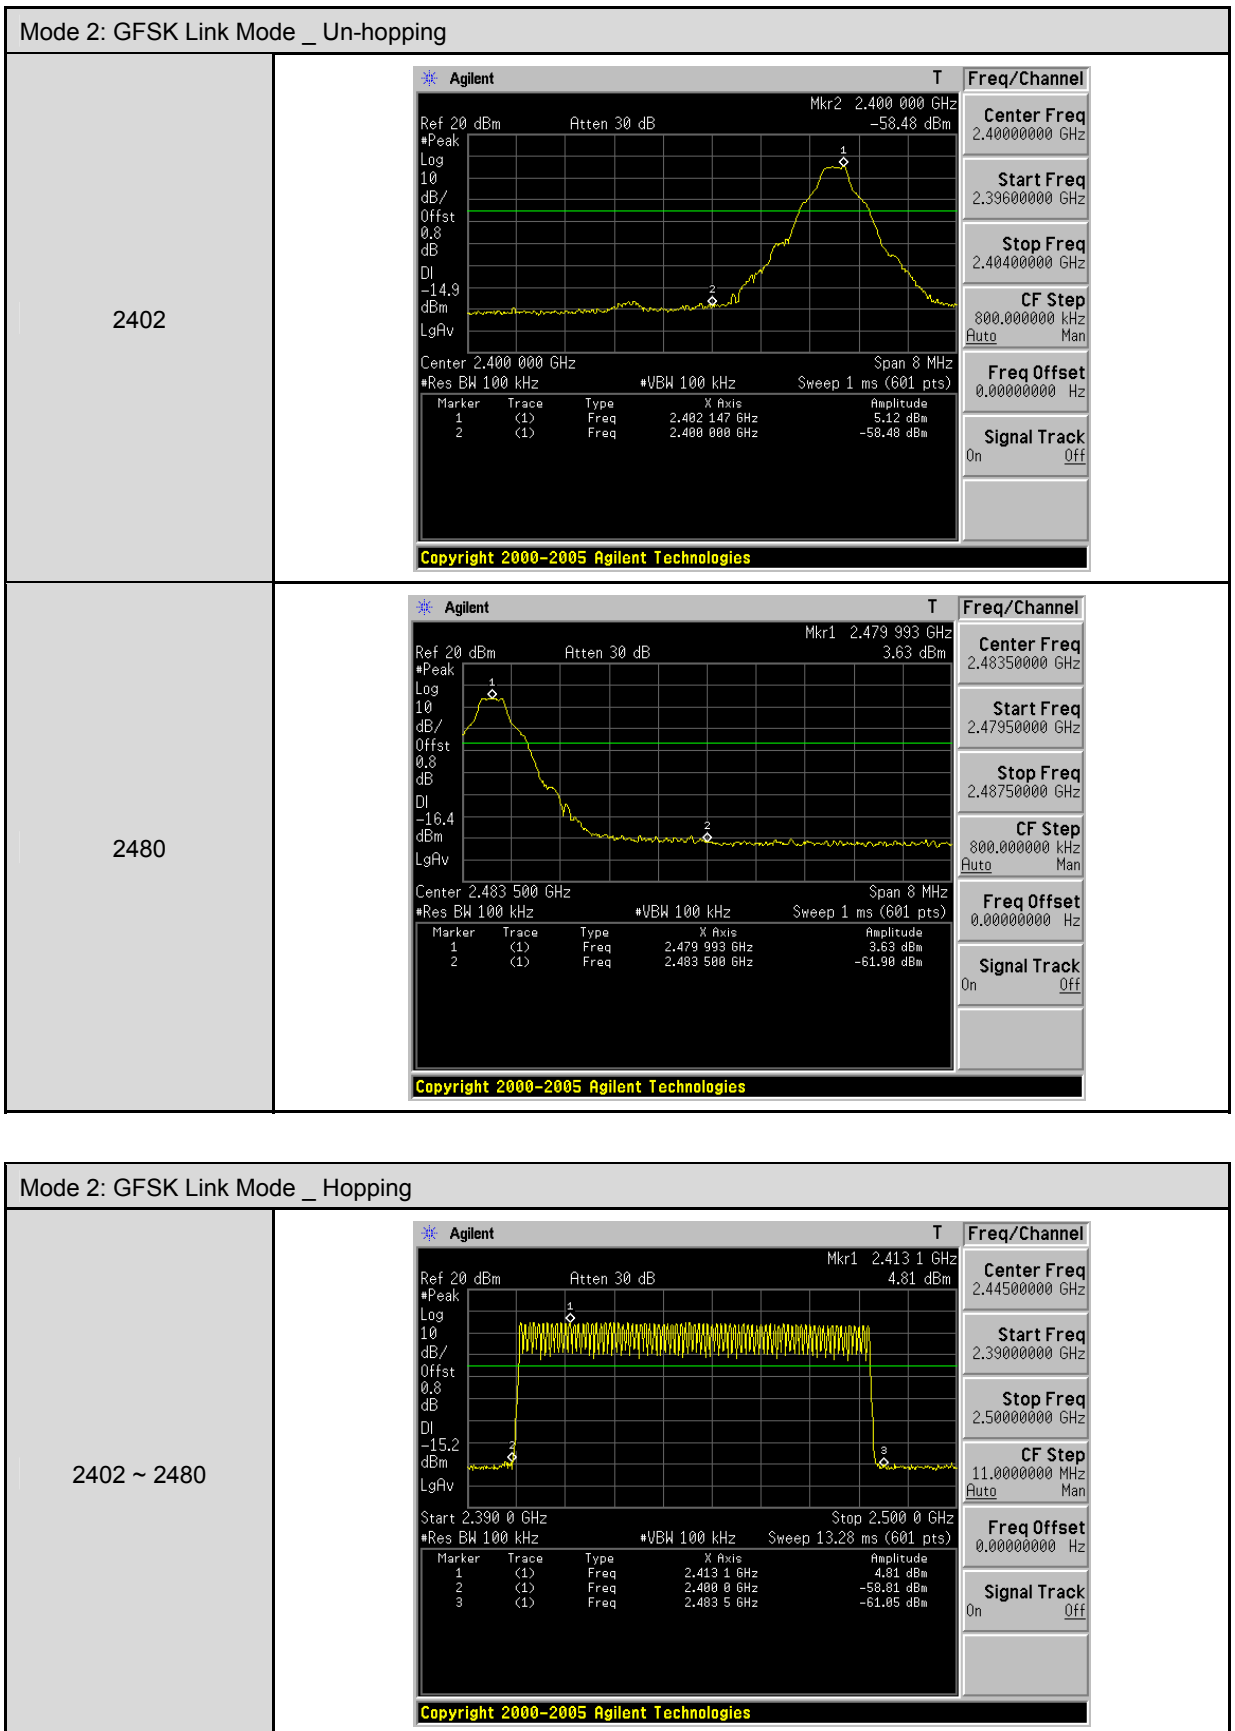 Mode 2: GFSK Link Mode _ Un-hopping
2402
Agilent T
Mkr2 2.400 000 GHz
Ref 20 dBm Atten 30 dB -58.48 dBm
#Peak
Log
10
dB/
Offst
0.8
dB
DI
-14.9
dBm
LgAv
1
2
Center 2.400 000 GHz Span 8 MHz
#Res BW 100 kHz #VBW 100 kHz Sweep 1 ms (601 pts)
Marker Trace Type X Axis Amplitude
1 (1) Freq 2.402 147 GHz 5.12 dBm
2 (1) Freq 2.400 000 GHz -58.48 dBm
Copyright 2000-2005 Agilent Technologies
Freq/Channel
Center Freq
2.40000000 GHz
Start Freq
2.39600000 GHz
Stop Freq
2.40400000 GHz
CF Step
800.000000 kHz
Auto Man
Freq Offset
0.00000000 Hz
Signal Track
On Off
2480
Agilent T
Mkr1 2.479 993 GHz
Ref 20 dBm Atten 30 dB 3.63 dBm
#Peak
Log
10
dB/
Offst
0.8
dB
DI
-16.4
dBm
LgAv
1
2
Center 2.483 500 GHz Span 8 MHz
#Res BW 100 kHz #VBW 100 kHz Sweep 1 ms (601 pts)
Marker Trace Type X Axis Amplitude
1 (1) Freq 2.479 993 GHz 3.63 dBm
2 (1) Freq 2.483 500 GHz -61.90 dBm
Copyright 2000-2005 Agilent Technologies
Freq/Channel
Center Freq
2.48350000 GHz
Start Freq
2.47950000 GHz
Stop Freq
2.48750000 GHz
CF Step
800.000000 kHz
Auto Man
Freq Offset
0.00000000 Hz
Signal Track
On Off
Mode 2: GFSK Link Mode _ Hopping
2402 ~ 2480
Agilent T
Mkr1 2.413 1 GHz
Ref 20 dBm Atten 30 dB 4.81 dBm
#Peak
Log
10
dB/
Offst
0.8
dB
DI
-15.2
dBm
LgAv
1
2
3
Start 2.390 0 GHz Stop 2.500 0 GHz
#Res BW 100 kHz #VBW 100 kHz Sweep 13.28 ms (601 pts)
Marker Trace Type X Axis Amplitude
1 (1) Freq 2.413 1 GHz 4.81 dBm
2 (1) Freq 2.400 0 GHz -58.81 dBm
3 (1) Freq 2.483 5 GHz -61.05 dBm
Copyright 2000-2005 Agilent Technologies
Freq/Channel
Center Freq
2.44500000 GHz
Start Freq
2.39000000 GHz
Stop Freq
2.50000000 GHz
CF Step
11.0000000 MHz
Auto Man
Freq Offset
0.00000000 Hz
Signal Track
On Off